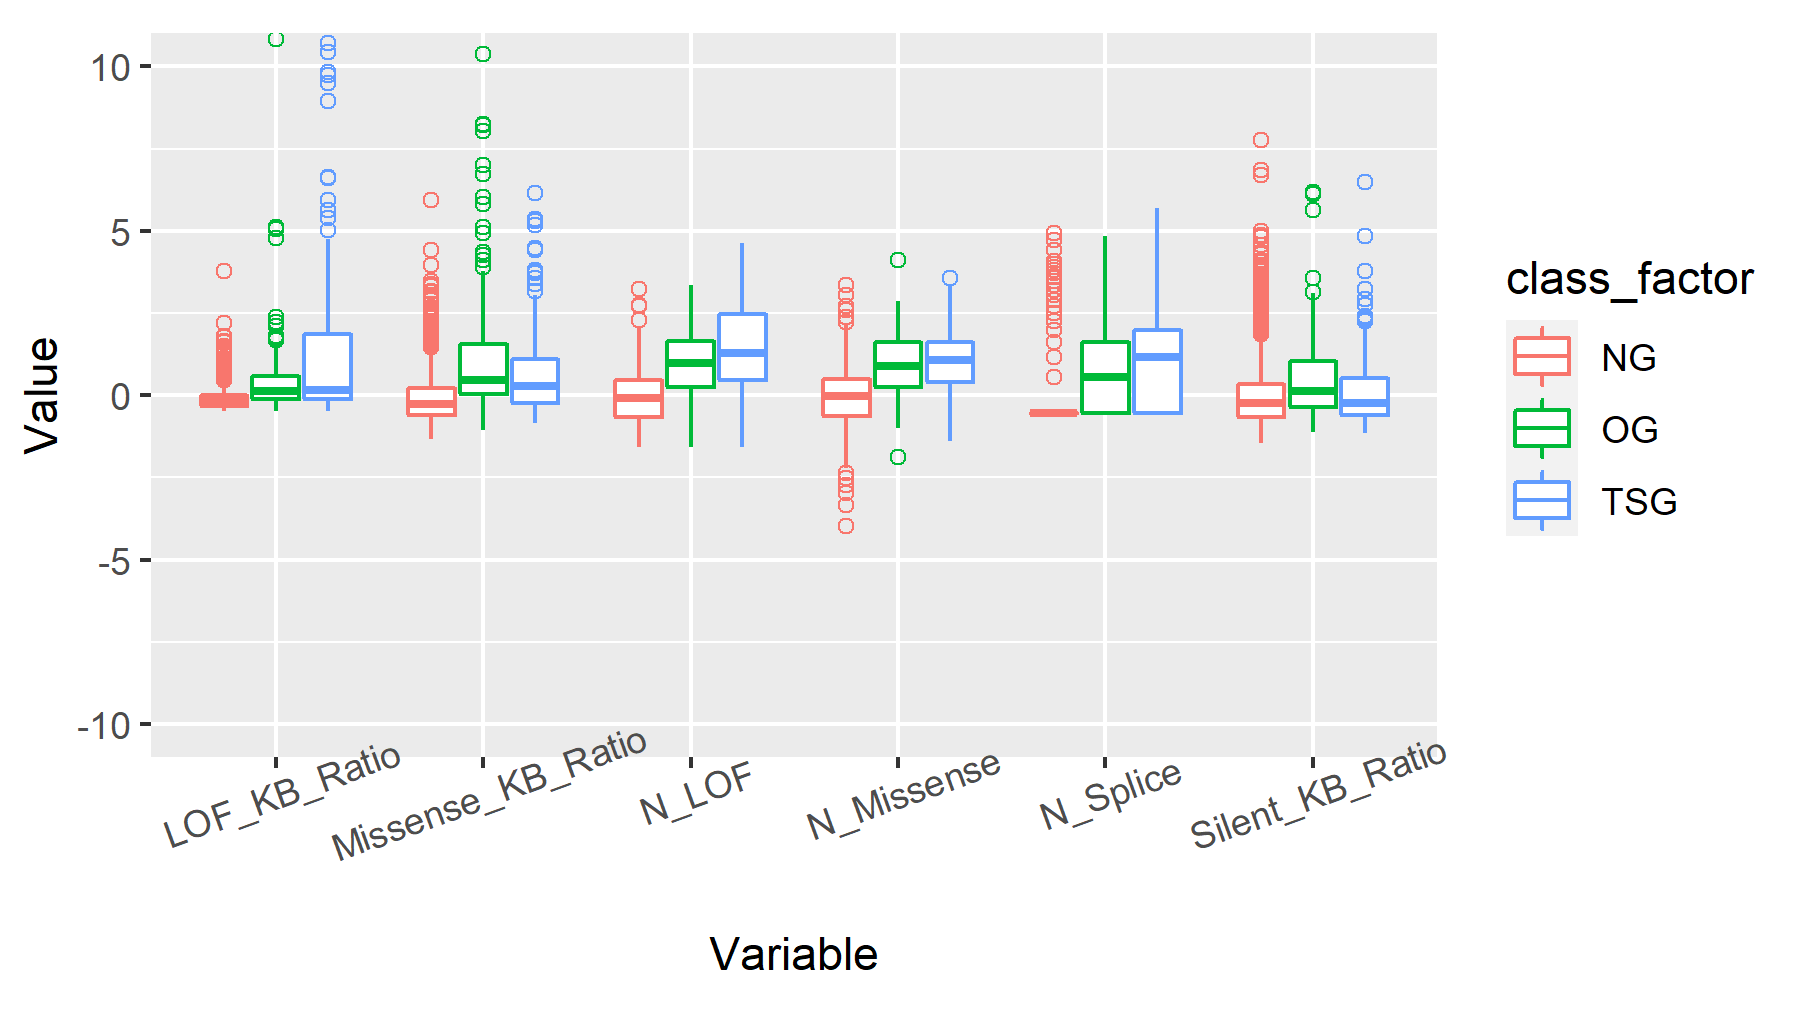 10
5
0
-5
-10
Value
LOF_KB_Ratio
Missense_KB_Ratio
N_LOF
N_Missense
N_Splice
Silent_KB_Ratio
Variable
class_factor
NG
OG
TSG